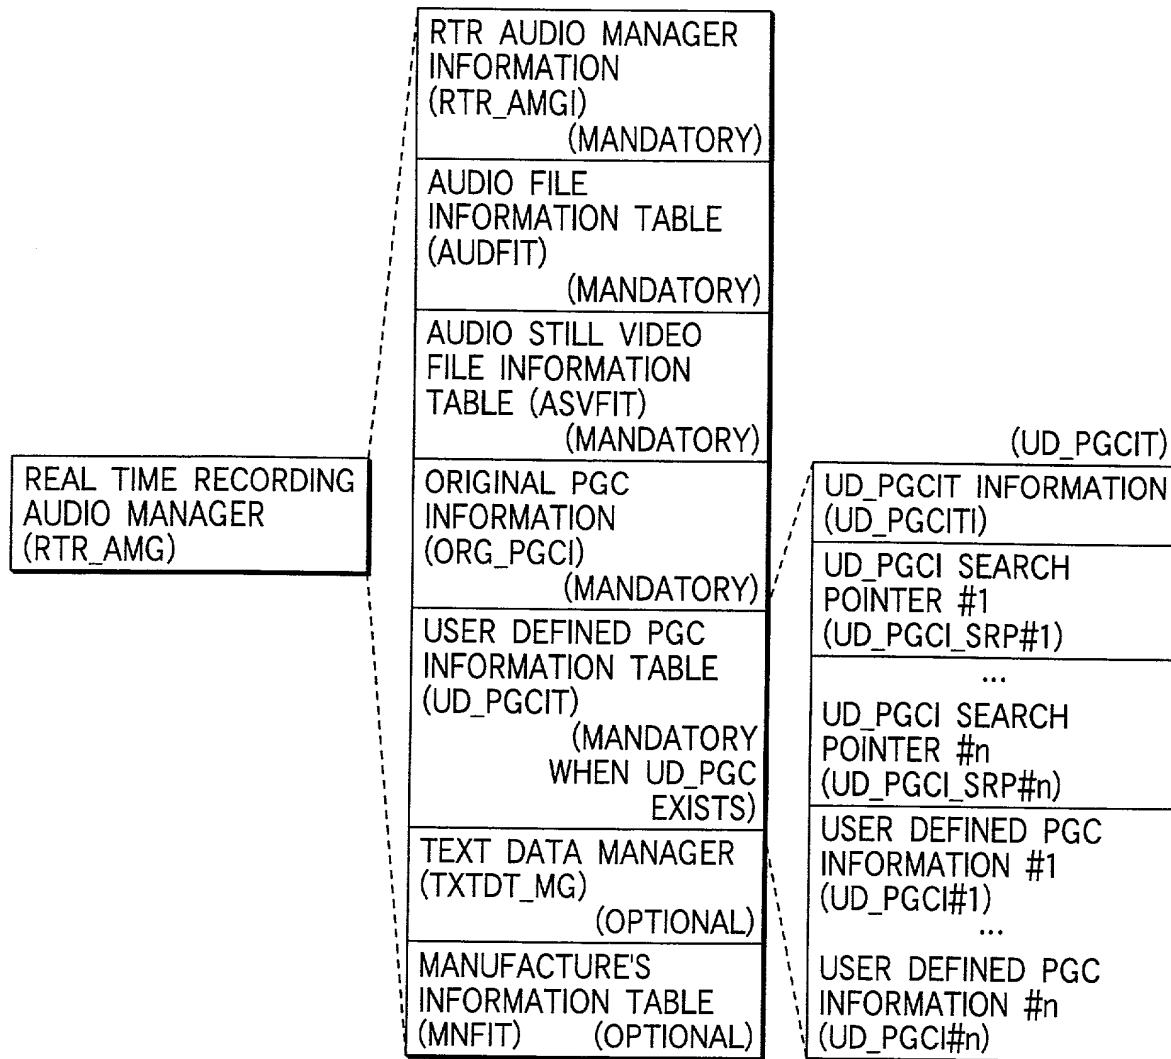 REAL TIME RECORDING
AUDIO MANAGER
(RTR_AMG)
RTR AUDIO MANAGER
INFORMATION
(RTR_AMGI)
(MANDATORY)
AUDIO FILE
INFORMATION TABLE
(AUDFIT)
(MANDATORY)
AUDIO STILL VIDEO
FILE INFORMATION
TABLE (ASVFIT)
(MANDATORY)
ORIGINAL PGC
INFORMATION
(ORG_PGCI)
(MANDATORY)
USER DEFINED PGC
INFORMATION TABLE
(UD_PGCIT)
(MANDATORY
WHEN UD_PGC
EXISTS)
TEXT DATA MANAGER
(TXTDT_MG)
(OPTIONAL)
MANUFACTURE'S
INFORMATION TABLE
(MNFIT) (OPTIONAL)
(UD_PGCIT)
UD_PGCIT INFORMATION
(UD_PGCITI)
UD_PGCI SEARCH
POINTER #1
(UD_PGCI_SRP#1)
...
UD_PGCI SEARCH
POINTER #n
(UD_PGCI_SRP#n)
USER DEFINED PGC
INFORMATION #1
(UD_PGCI#1)
...
USER DEFINED PGC
INFORMATION #n
(UD_PGCI#n)